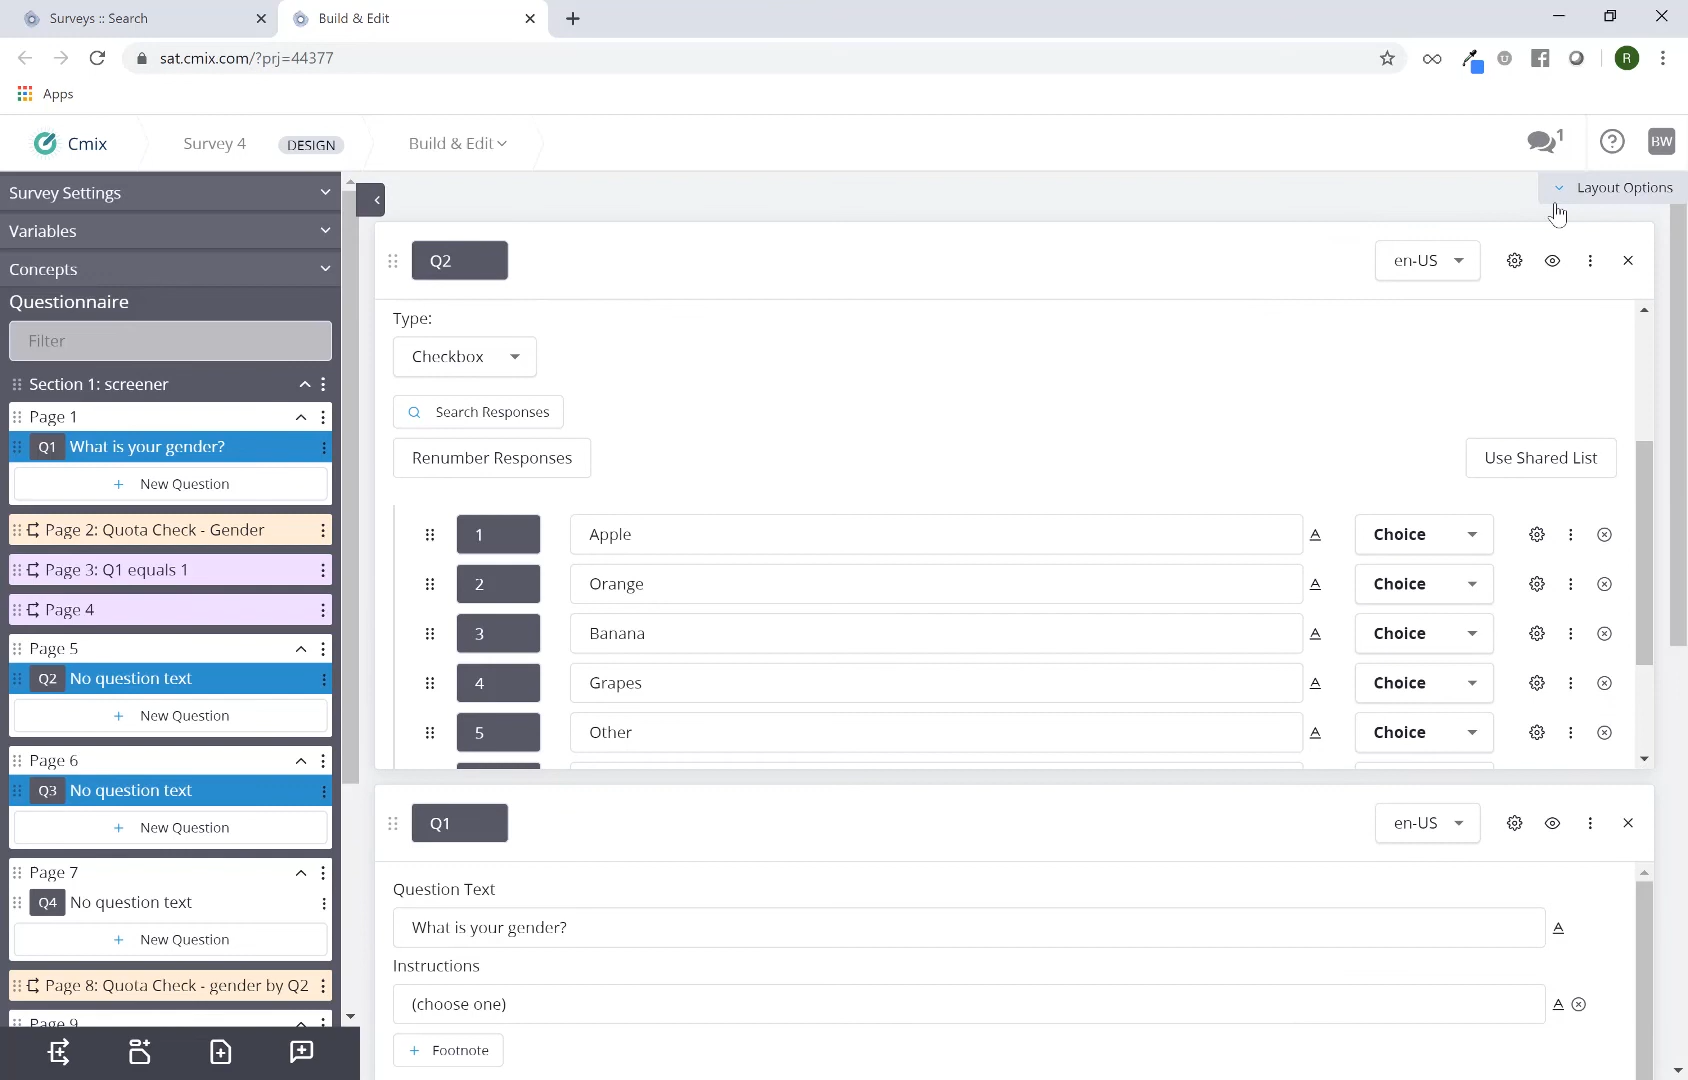 Surveys :: Search
Build & Edit
sat.cmix.com/?prj=44377
R
Apps
Cmix
Survey 4
DESIGN
Build & Edit
1
BW
Survey Settings
Variables
Concepts
Questionnaire
Filter
Section 1: screener
Page 1
Q1 What is your gender?
+ New Question
Page 2: Quota Check - Gender
Page 3: Q1 equals 1
Page 4
Page 5
Q2 No question text
+ New Question
Page 6
Q3 No question text
+ New Question
Page 7
Q4 No question text
+ New Question
Page 8: Quota Check - gender by Q2
Page 9
Layout Options
Q2
en-US
Type:
Checkbox
Search Responses
Renumber Responses
Use Shared List
1 Apple A Choice
2 Orange A Choice
3 Banana A Choice
4 Grapes A Choice
5 Other A Choice
Q1
en-US
Question Text
What is your gender? A
Instructions
(choose one) A
+ Footnote